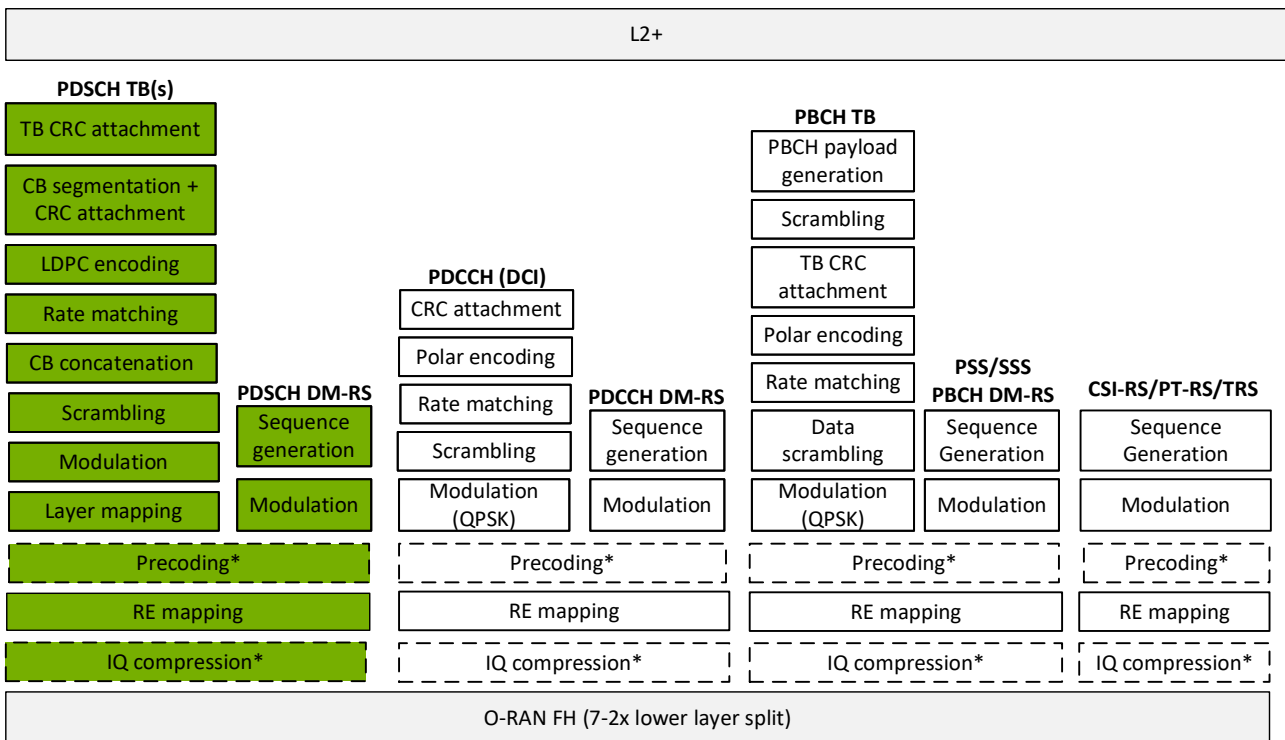 L2+
PDSCH TB(s)
TB CRC attachment
CB segmentation +
CRC attachment
LDPC encoding
Rate matching
CB concatenation
Scrambling
Modulation
Layer mapping
PDSCH DM-RS
Sequence
generation
Modulation
Precoding*
RE mapping
IQ compression*
PDCCH (DCI)
CRC attachment
Polar encoding
Rate matching
Scrambling
Modulation
(QPSK)
PDCCH DM-RS
Sequence
generation
Modulation
Precoding*
RE mapping
IQ compression*
PBCH TB
PBCH payload
generation
Scrambling
TB CRC
attachment
Polar encoding
Rate matching
Data
scrambling
Modulation
(QPSK)
PSS/SSS
PBCH DM-RS
Sequence
Generation
Modulation
Precoding*
RE mapping
IQ compression*
CSI-RS/PT-RS/TRS
Sequence
Generation
Modulation
Precoding*
RE mapping
IQ compression*
O-RAN FH (7-2x lower layer split)